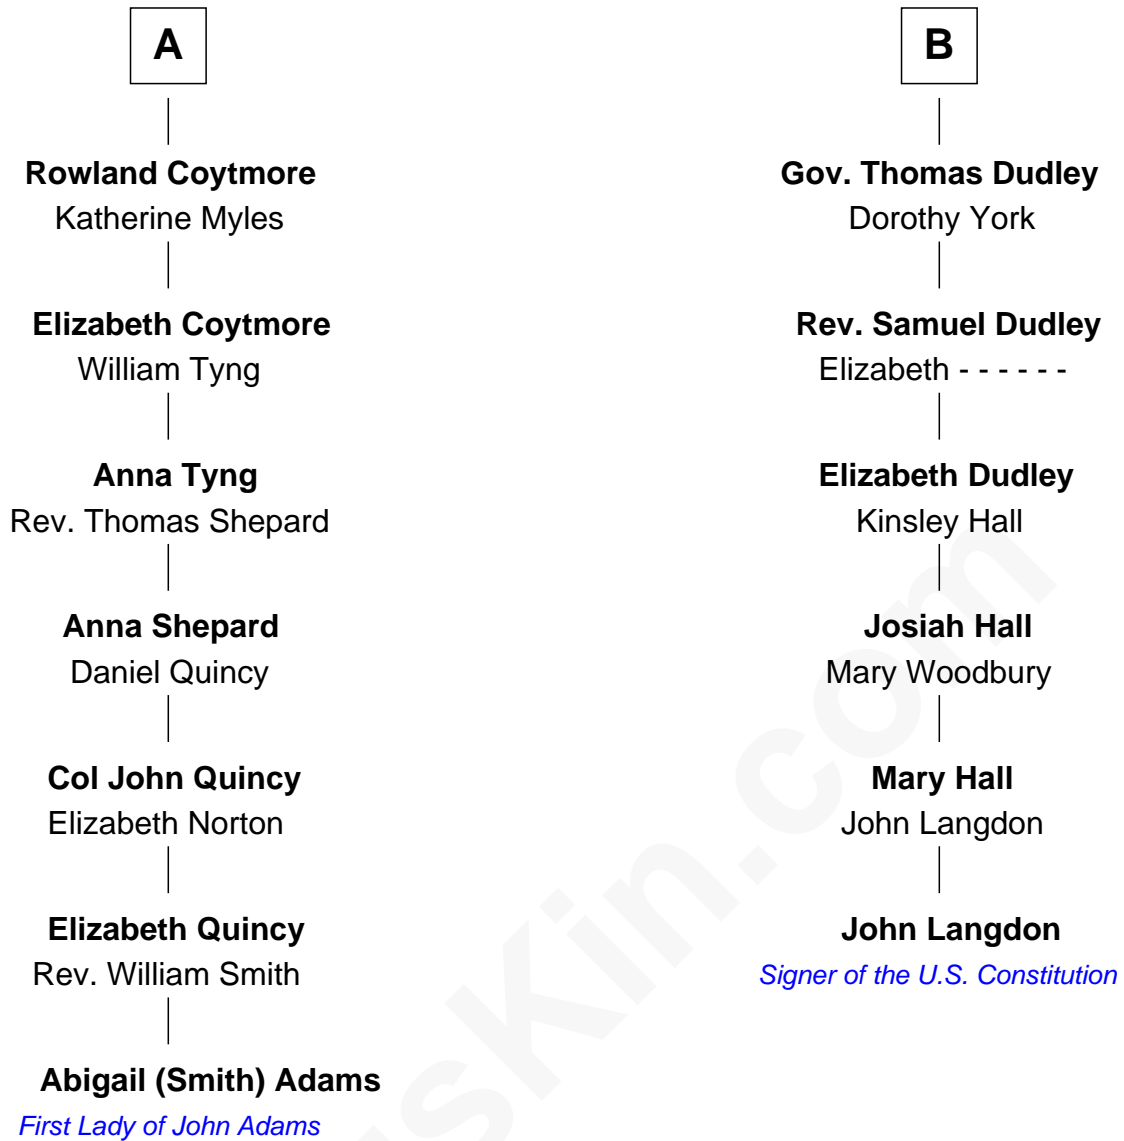 A
Rowland Coytmore
Katherine Myles
Elizabeth Coytmore
William Tyng
Anna Tyng
Rev. Thomas Shepard
Anna Shepard
Daniel Quincy
Col John Quincy
Elizabeth Norton
Elizabeth Quincy
Rev. William Smith
Abigail (Smith) Adams
First Lady of John Adams
B
Gov. Thomas Dudley
Dorothy York
Rev. Samuel Dudley
Elizabeth - - - - - -
Elizabeth Dudley
Kinsley Hall
Josiah Hall
Mary Woodbury
Mary Hall
John Langdon
John Langdon
Signer of the U.S. Constitution
usKin.com